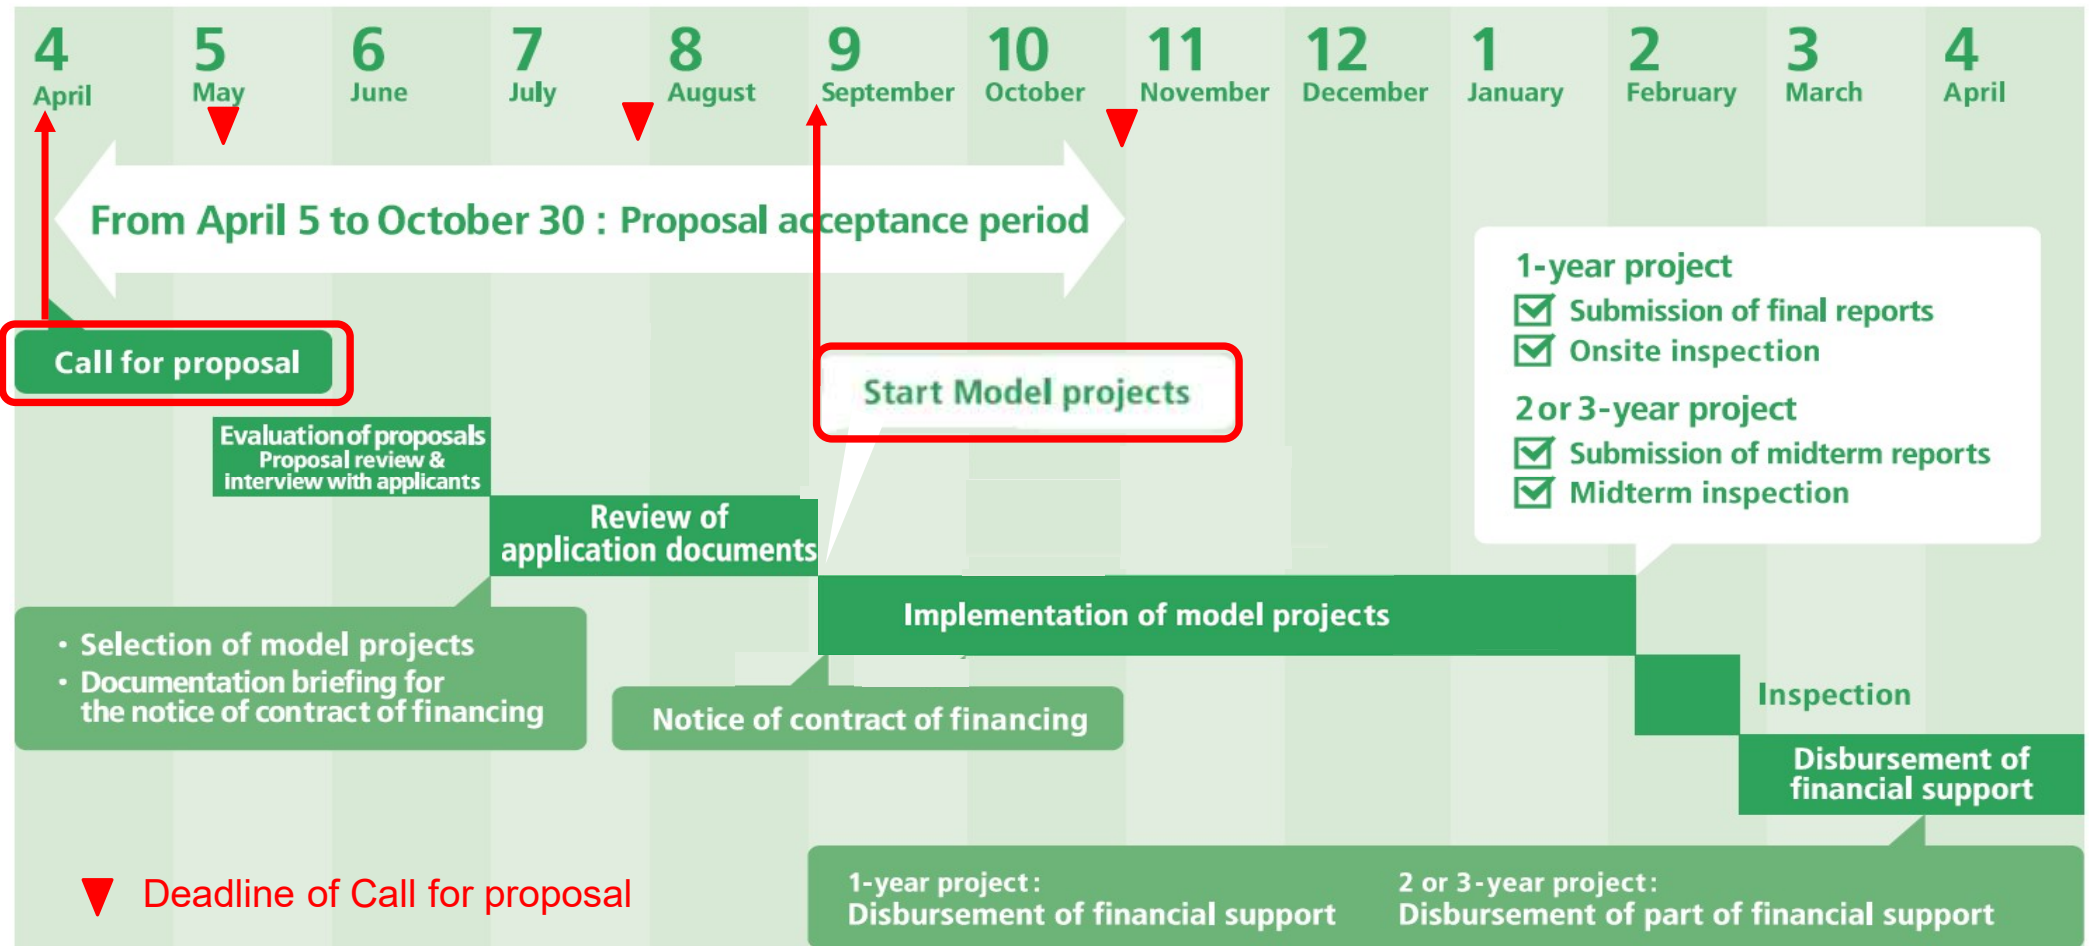 4 5 6 7 8 9 10 11 12 1 2 3 4
April May June July August September October November December January February March April
From April 5 to October 30 : Proposal acceptance period
Call for proposal
Start Model projects
1-year project
Submission of final reports
Onsite inspection
2 or 3-year project
Submission of midterm reports
Midterm inspection
Evaluation of proposals
Proposal review &
interview with applicants
Review of
application documents
Implementation of model projects
・Selection of model projects
・Documentation briefing for
the notice of contract of financing
Notice of contract of financing
Inspection
Disbursement of
financial support
Deadline of Call for proposal
1-year project:
Disbursement of financial support
2 or 3-year project:
Disbursement of part of financial support